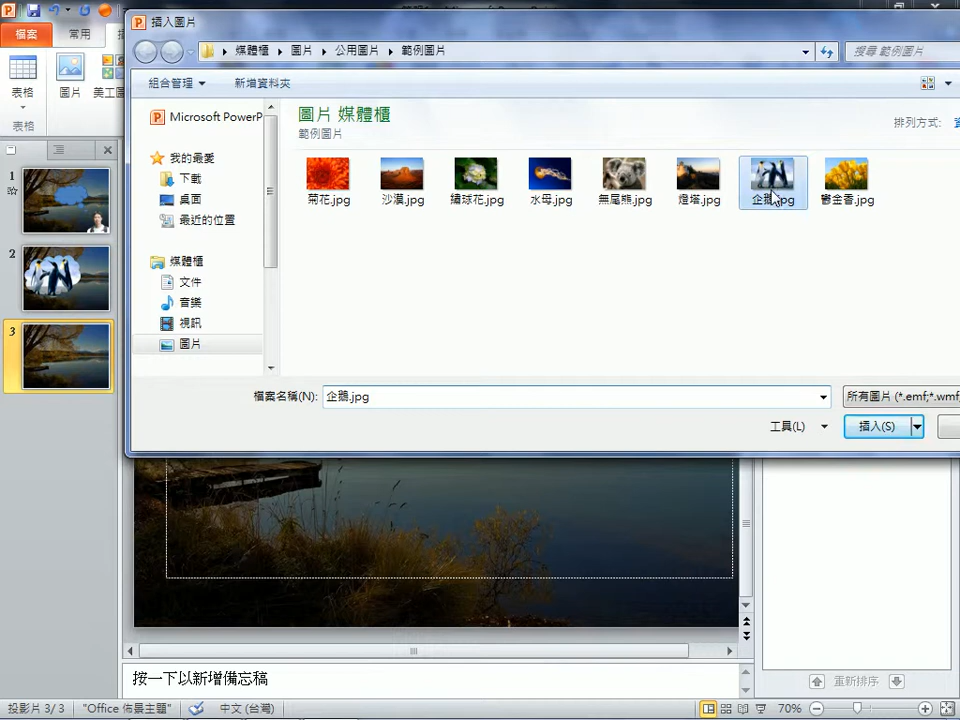 插入圖片
檔案
常用
媒體櫃 ▸ 圖片 ▸ 公用圖片 ▸ 範例圖片
搜尋 範例圖片
組合管理
新增資料夾
表格
圖片
表格
Microsoft PowerP
我的最愛
下載
桌面
最近的位置
媒體櫃
文件
音樂
視訊
圖片
圖片 媒體櫃
範例圖片
排列方式:
菊花.jpg
沙漠.jpg
繡球花.jpg
水母.jpg
無尾熊.jpg
燈塔.jpg
企鵝.jpg
鬱金香.jpg
檔案名稱(N):
企鵝.jpg
所有圖片 (*.emf;*.wmf
工具(L)
插入(S)
1
2
3
按一下以新增備忘稿
重新排序
投影片 3/3
"Office 佈景主題"
中文 (台灣)
70%